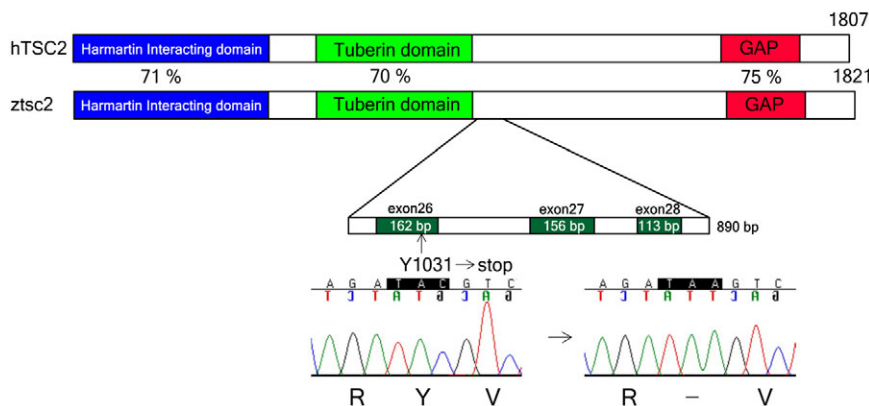 1807
hTSC2 Harmartin Interacting domain Tuberin domain GAP
71 % 70 % 75 % 1821
ztsc2 Harmartin Interacting domain Tuberin domain GAP
exon26 exon27 exon28
162 bp 156 bp 113 bp 890 bp
Y1031 → stop
A G A T A C G T C A G A T A A G T C
T C T A T G C A G T C T A T T C A G
→
R Y V R – V